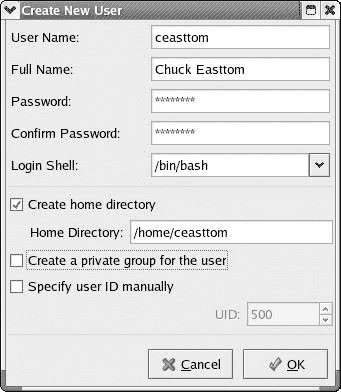 Create New User
User Name: ceasttom
Full Name: Chuck Easttom
Password: ********
Confirm Password: ********
Login Shell: /bin/bash
Create home directory
Home Directory: /home/ceasttom
Create a private group for the user
Specify user ID manually
UID: 500
Cancel OK